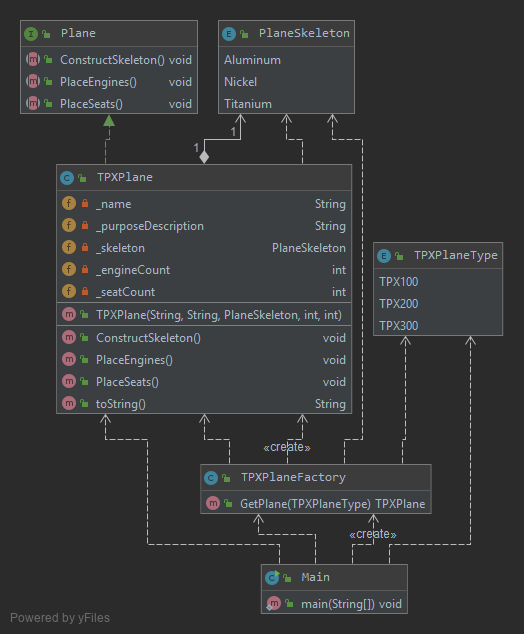 Plane
ConstructSkeleton() void
PlaceEngines() void
PlaceSeats() void
PlaneSkeleton
Aluminum
Nickel
Titanium
1
1
TPXPlane
_name String
_purposeDescription String
_skeleton PlaneSkeleton
_engineCount int
_seatCount int
TPXPlane(String, String, PlaneSkeleton, int, int)
ConstructSkeleton() void
PlaceEngines() void
PlaceSeats() void
toString() String
TPXPlaneType
TPX100
TPX200
TPX300
«create»
TPXPlaneFactory
GetPlane(TPXPlaneType) TPXPlane
«create»
Main
main(String[]) void
Powered by yFiles